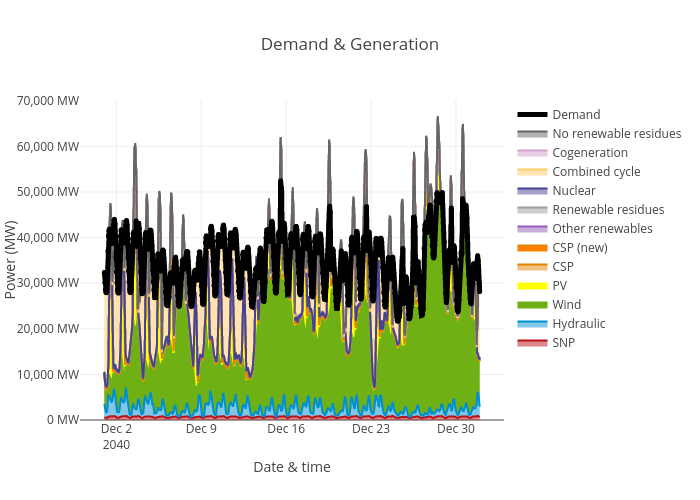 Demand & Generation
70,000 MW
60,000 MW
50,000 MW
40,000 MW
30,000 MW
20,000 MW
10,000 MW
0 MW
Power (MW)
Dec 2
2040
Dec 9
Dec 16
Dec 23
Dec 30
Date & time
Demand
No renewable residues
Cogeneration
Combined cycle
Nuclear
Renewable residues
Other renewables
CSP (new)
CSP
PV
Wind
Hydraulic
SNP